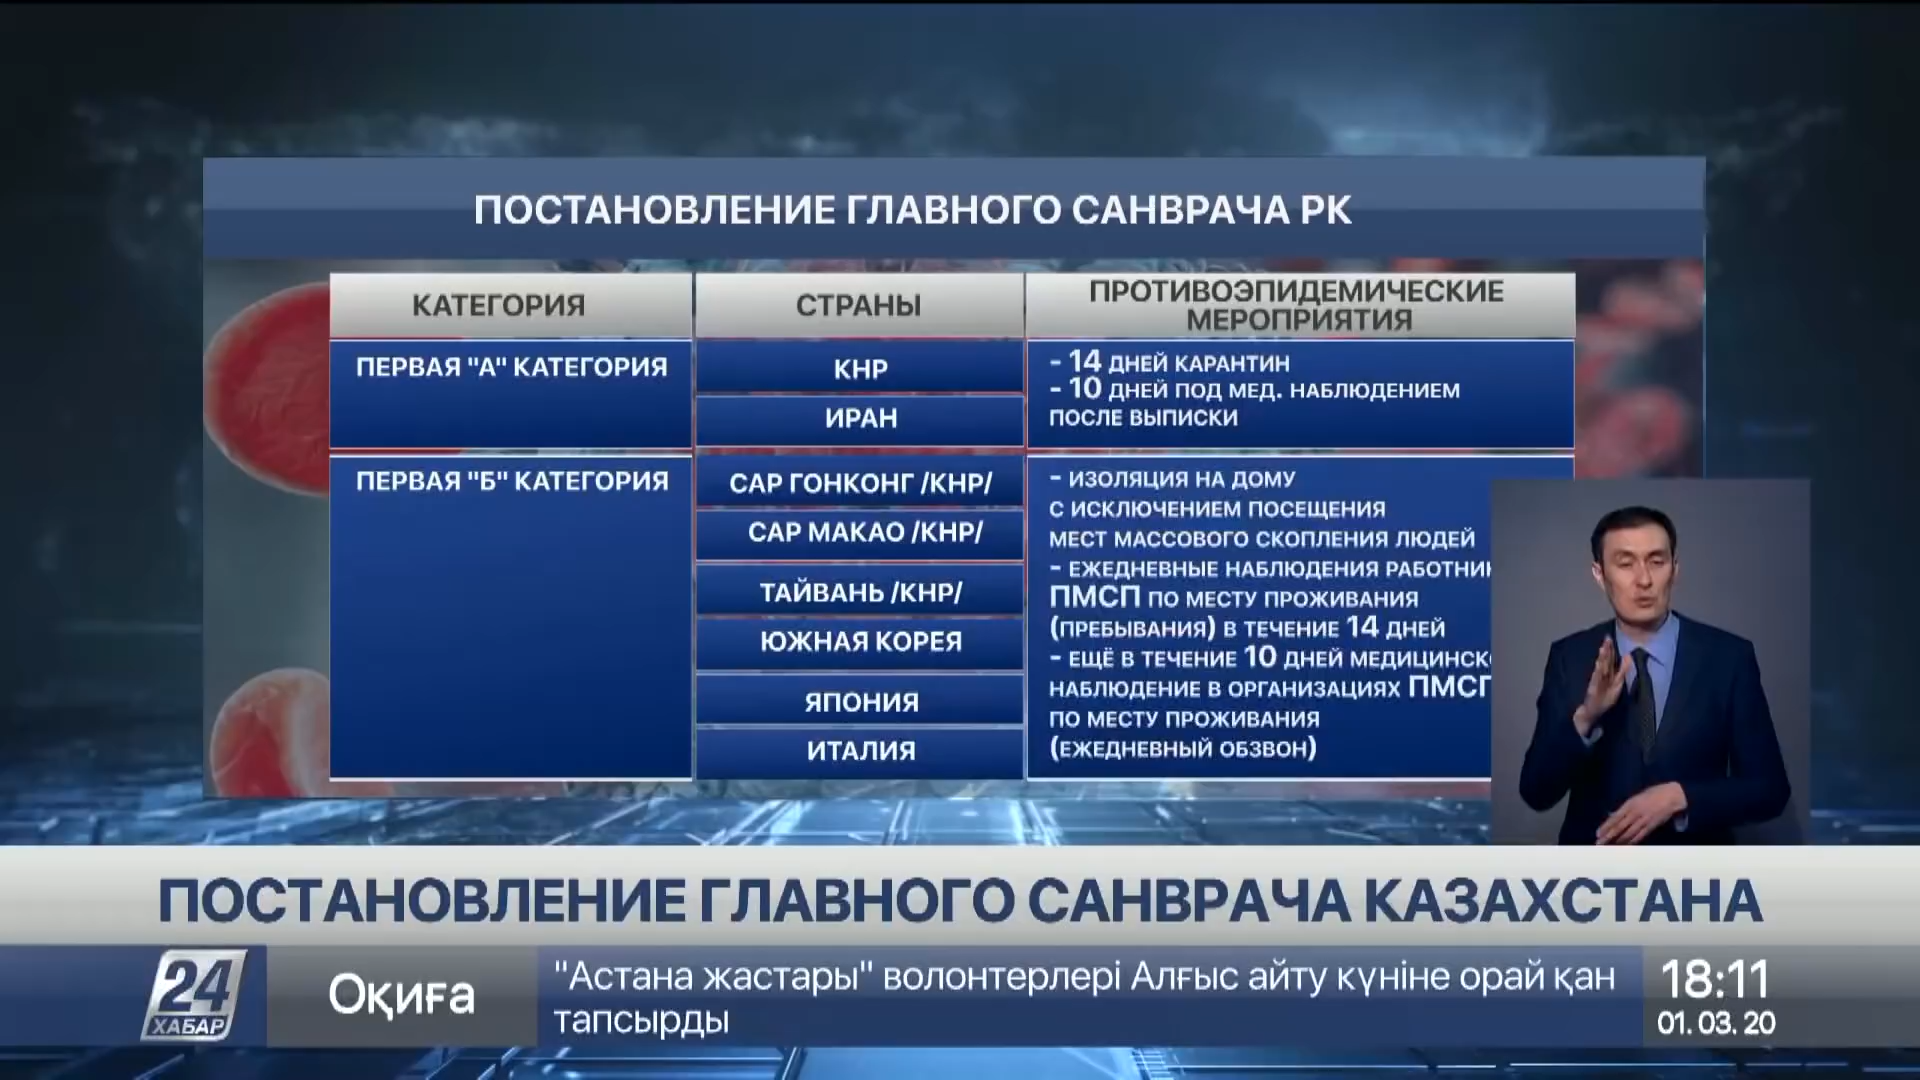 ПОСТАНОВЛЕНИЕ ГЛАВНОГО САНВРАЧА РК
КАТЕГОРИЯ
СТРАНЫ
ПРОТИВОЭПИДЕМИЧЕСКИЕ
МЕРОПРИЯТИЯ
ПЕРВАЯ "А" КАТЕГОРИЯ
КНР
ИРАН
- 14 ДНЕЙ КАРАНТИН
- 10 ДНЕЙ ПОД МЕД. НАБЛЮДЕНИЕМ
ПОСЛЕ ВЫПИСКИ
ПЕРВАЯ "Б" КАТЕГОРИЯ
САР ГОНКОНГ /КНР/
САР МАКАО /КНР/
ТАЙВАНЬ /КНР/
ЮЖНАЯ КОРЕЯ
ЯПОНИЯ
ИТАЛИЯ
- ИЗОЛЯЦИЯ НА ДОМУ
С ИСКЛЮЧЕНИЕМ ПОСЕЩЕНИЯ
МЕСТ МАССОВОГО СКОПЛЕНИЯ ЛЮДЕЙ
- ЕЖЕДНЕВНЫЕ НАБЛЮДЕНИЯ
ПМСП ПО МЕСТУ ПРОЖИВАНИЯ
(ПРЕБЫВАНИЯ) В ТЕЧЕНИЕ 14 ДНЕЙ
- ЕЩЁ В ТЕЧЕНИЕ 10 ДНЕЙ
НАБЛЮДЕНИЕ В ОРГАНИЗАЦИЯХ ПМСП
ПО МЕСТУ ПРОЖИВАНИЯ
(ЕЖЕДНЕВНЫЙ ОБЗВОН)
ПОСТАНОВЛЕНИЕ ГЛАВНОГО САНВРАЧА КАЗАХСТАНА
24
ХАБАР
Оқиға
"Астана жастары" волонтерлері Алғыс айту күніне орай қан
тапсырды
18:11
01. 03. 20